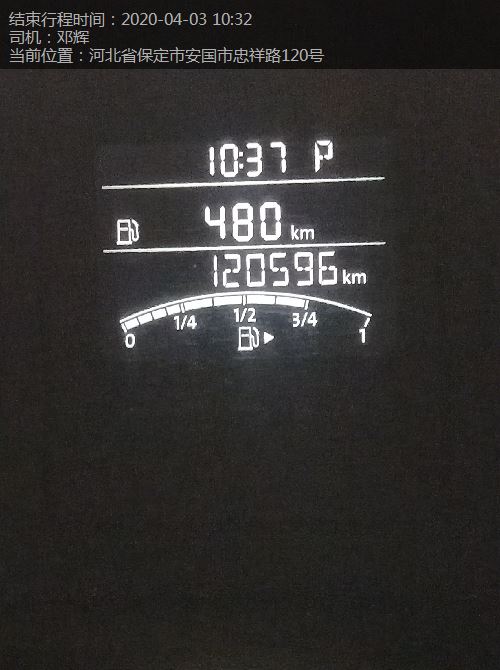 结束行程时间：2020-04-03 10:32
司机：邓辉
当前位置：河北省保定市安国市忠祥路120号
10:37 P
480 km
120596 km
0 1/4 1/2 3/4 1